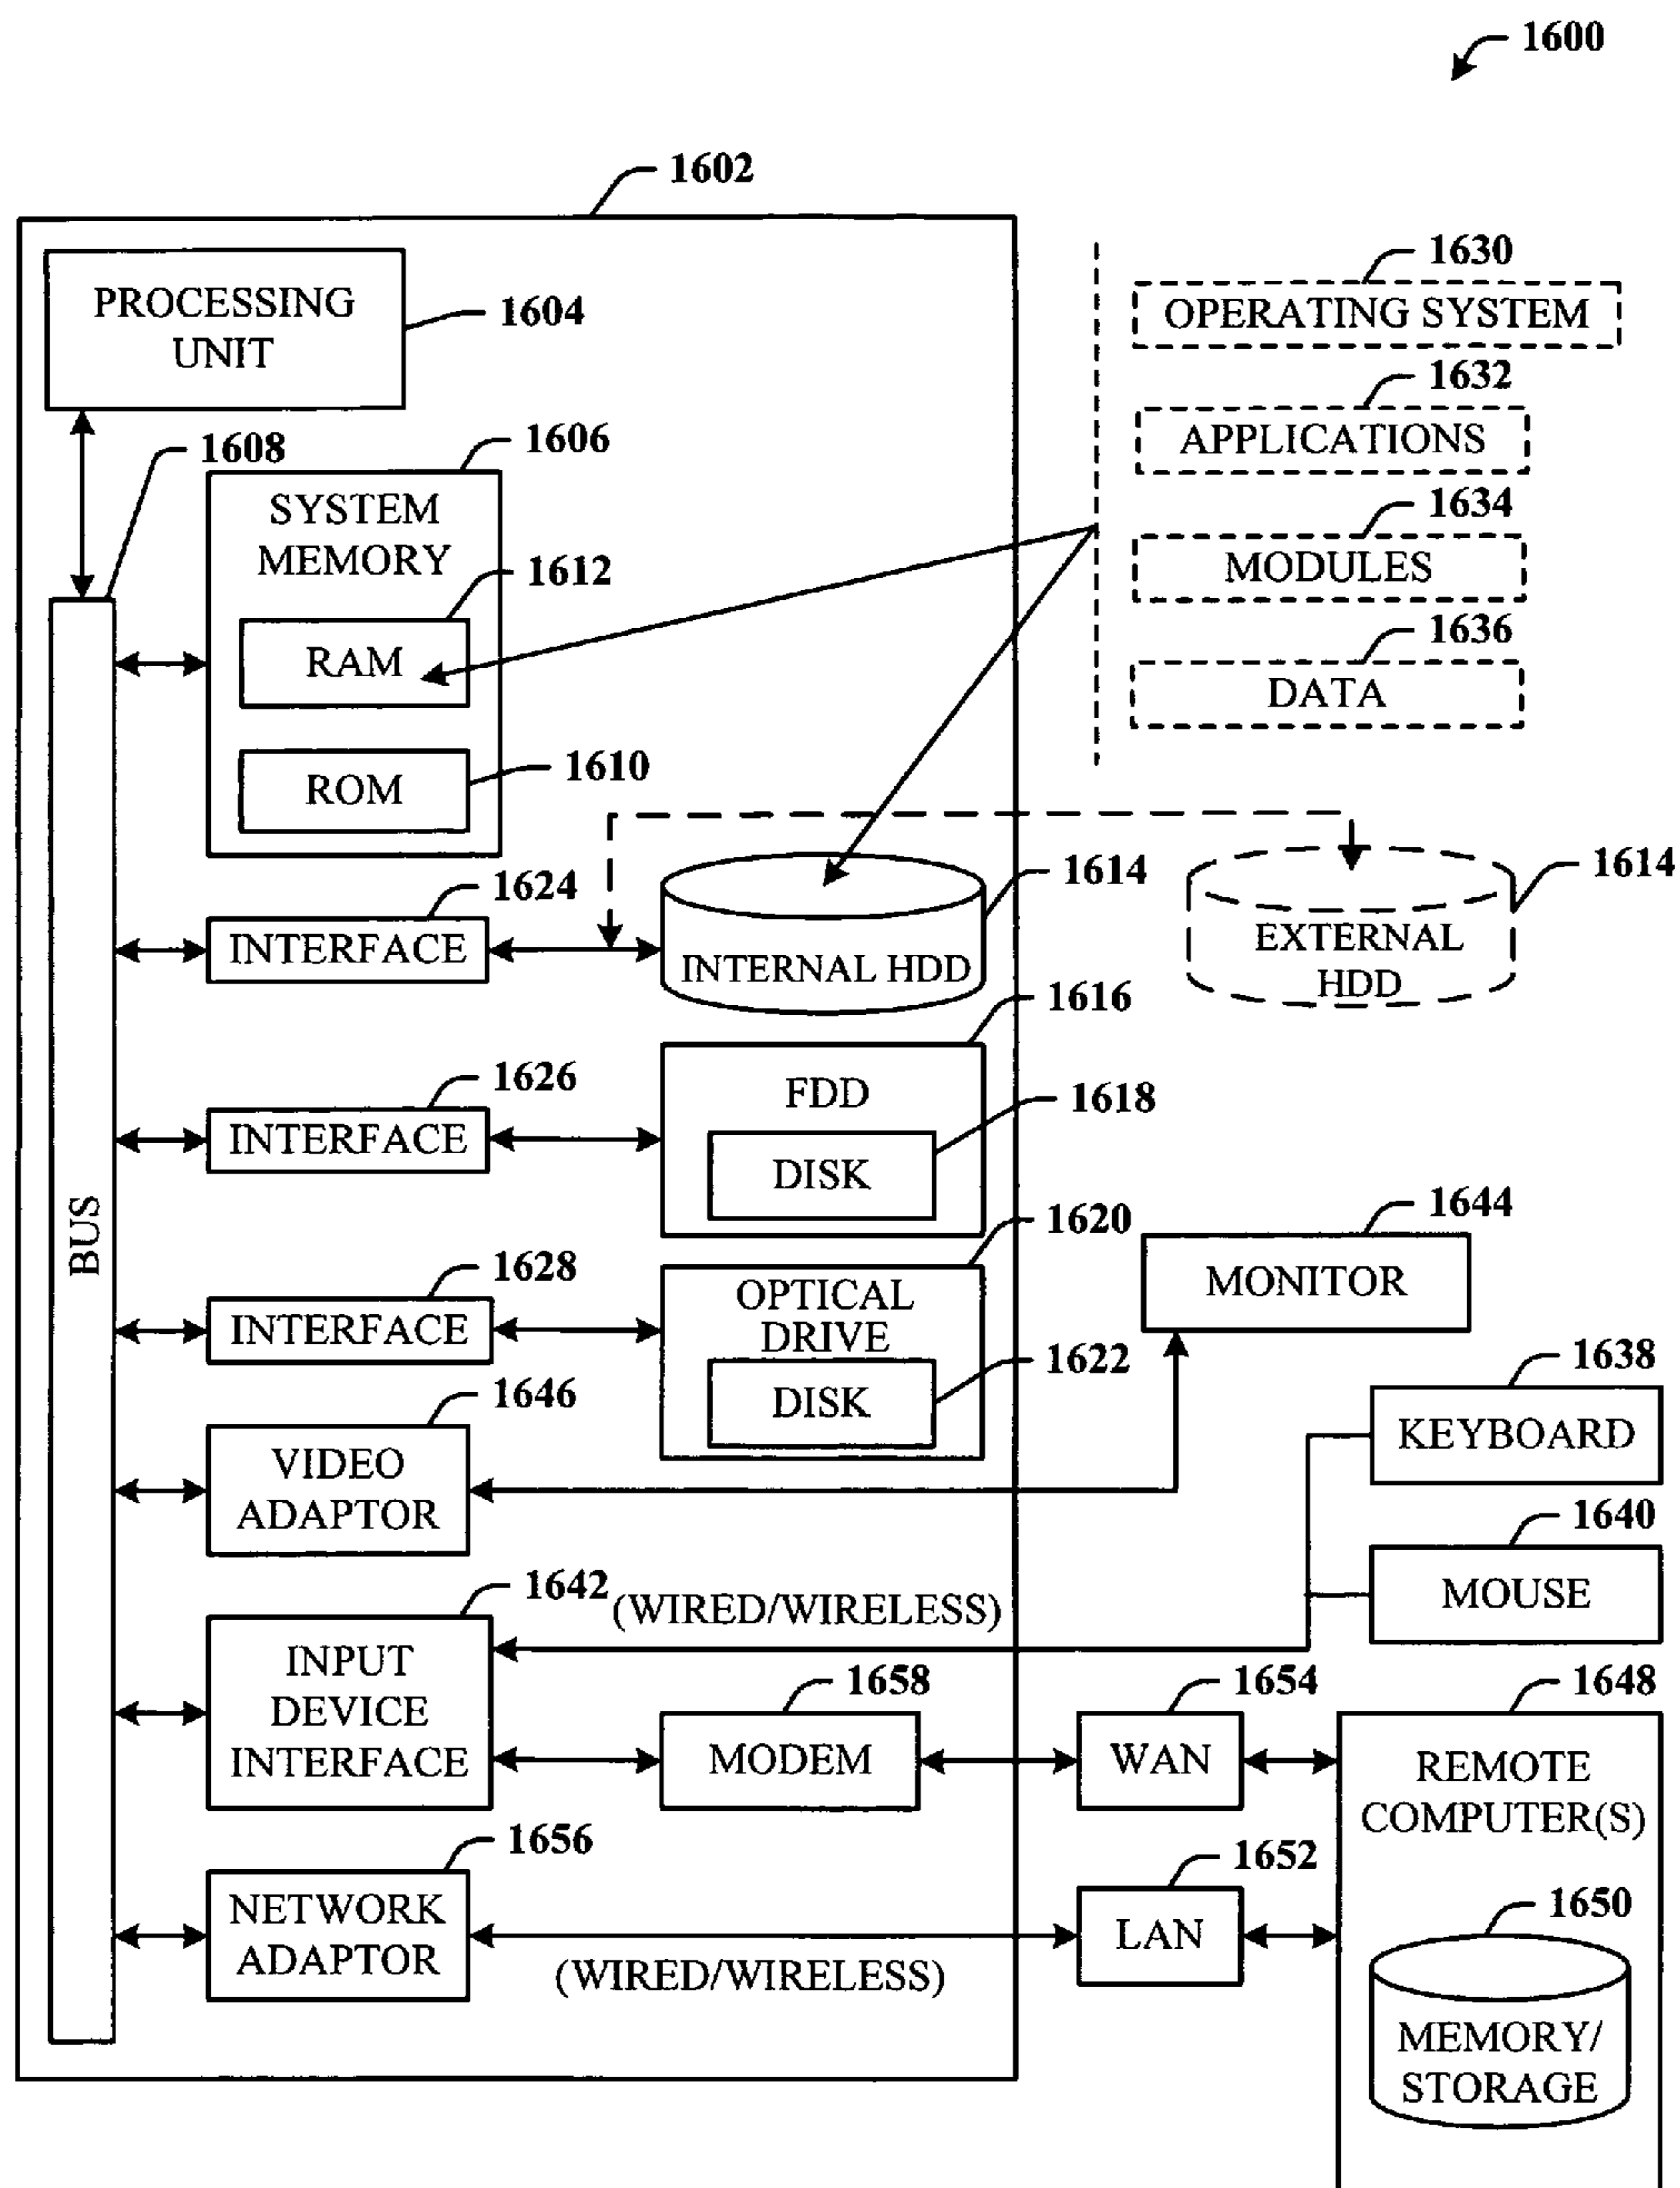 1600
1602
PROCESSING
UNIT
1604
1630
OPERATING SYSTEM
1632
APPLICATIONS
1634
MODULES
1636
DATA
1608
1606
SYSTEM
MEMORY
1612
RAM
ROM
1610
1624
INTERFACE
1614
INTERNAL HDD
1614
EXTERNAL
HDD
1616
1626
INTERFACE
FDD
1618
DISK
BUS
1620
1628
INTERFACE
OPTICAL
DRIVE
1622
DISK
1644
MONITOR
1646
VIDEO
ADAPTOR
1638
KEYBOARD
1640
MOUSE
1642
(WIRED/WIRELESS)
INPUT
DEVICE
INTERFACE
1658
MODEM
1654
WAN
1648
REMOTE
COMPUTER(S)
1656
NETWORK
ADAPTOR
(WIRED/WIRELESS)
1652
LAN
1650
MEMORY/
STORAGE